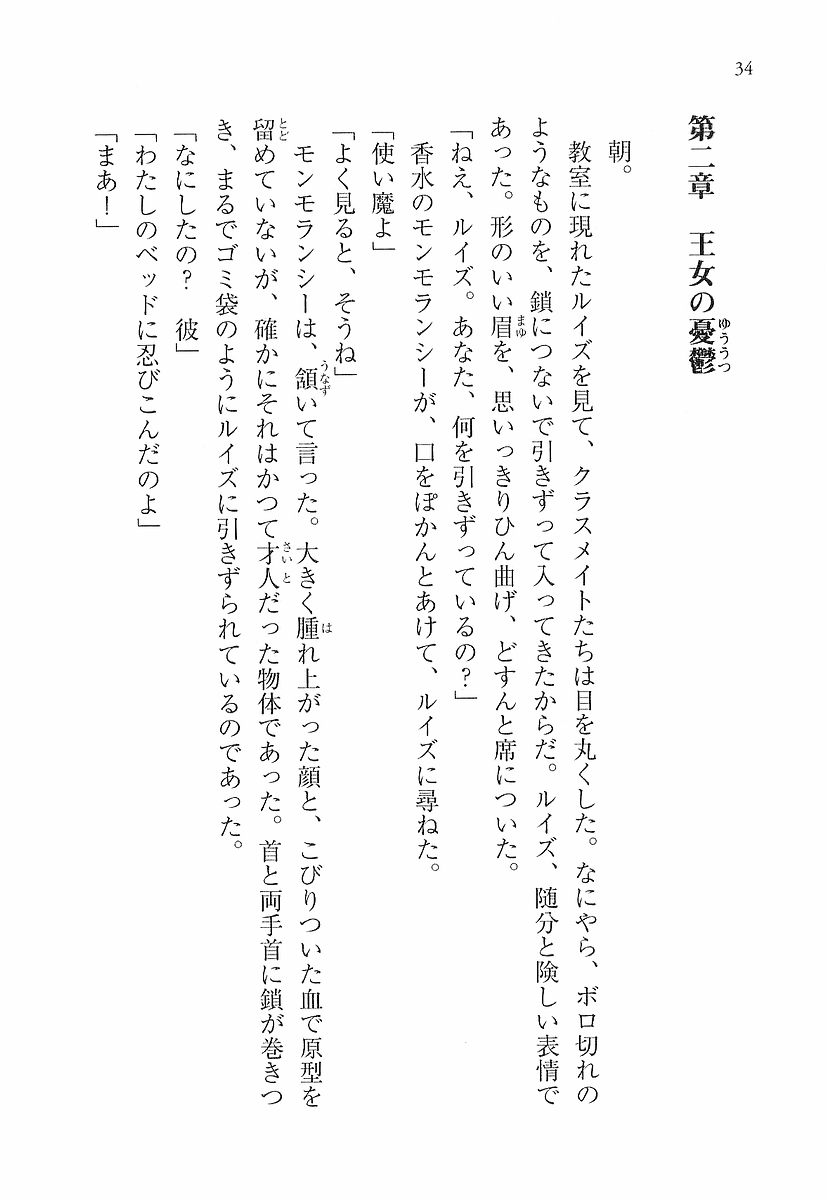 34
第二章　王女の憂鬱
朝。
教室に現れたルイズを見て、クラスメイトたちは目を丸くした。なにやら、ボロ切れの
ようなものを、鎖につないで引きずって入ってきたからだ。ルイズ、随分と険しい表情で
あった。形のいい眉を、思いっきりひん曲げ、どすんと席についた。
「ねえ、ルイズ。あなた、何を引きずっているの？」
香水のモンモランシーが、口をぽかんとあけて、ルイズに尋ねた。
「使い魔よ」
「よく見ると、そうね」
モンモランシーは、頷いて言った。大きく腫れ上がった顔と、こびりついた血で原型を
留めていないが、確かにそれはかつて才人だった物体であった。首と両手首に鎖が巻きつ
き、まるでゴミ袋のようにルイズに引きずられているのであった。
「なにしたの？　彼」
「わたしのベッドに忍びこんだのよ」
「まあ！」